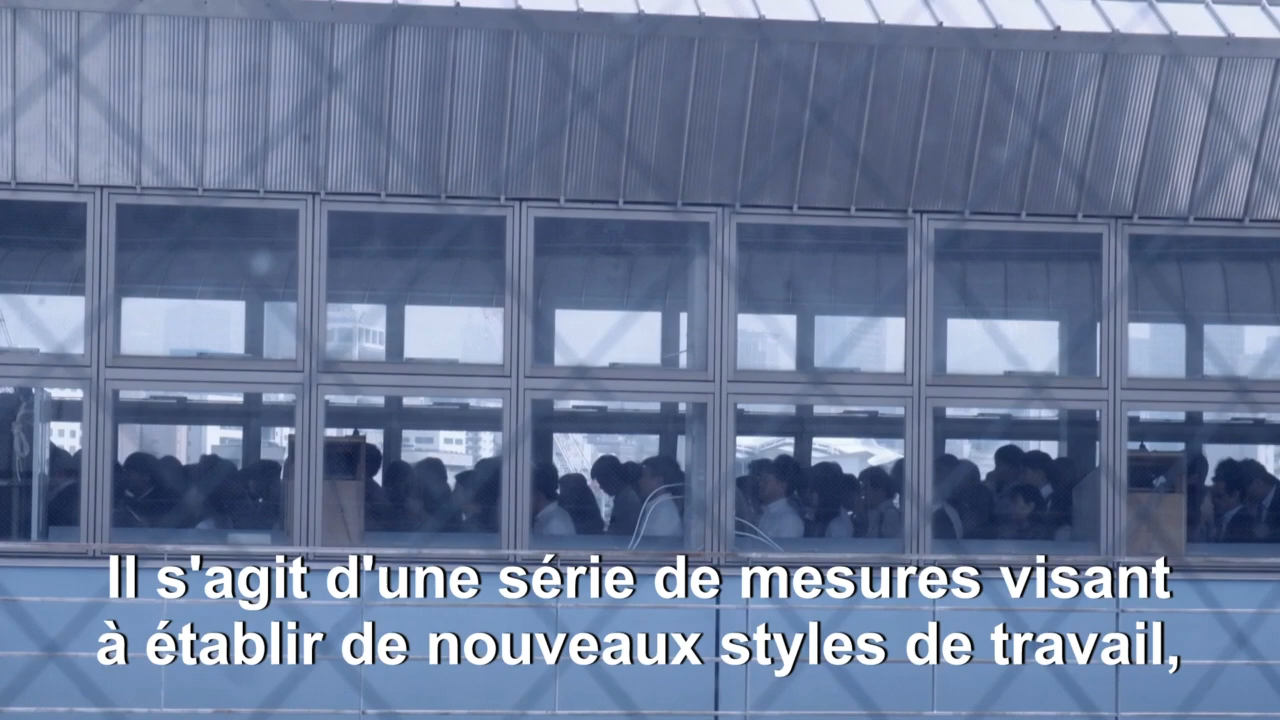 Il s'agit d'une série de mesures visant
à établir de nouveaux styles de travail,